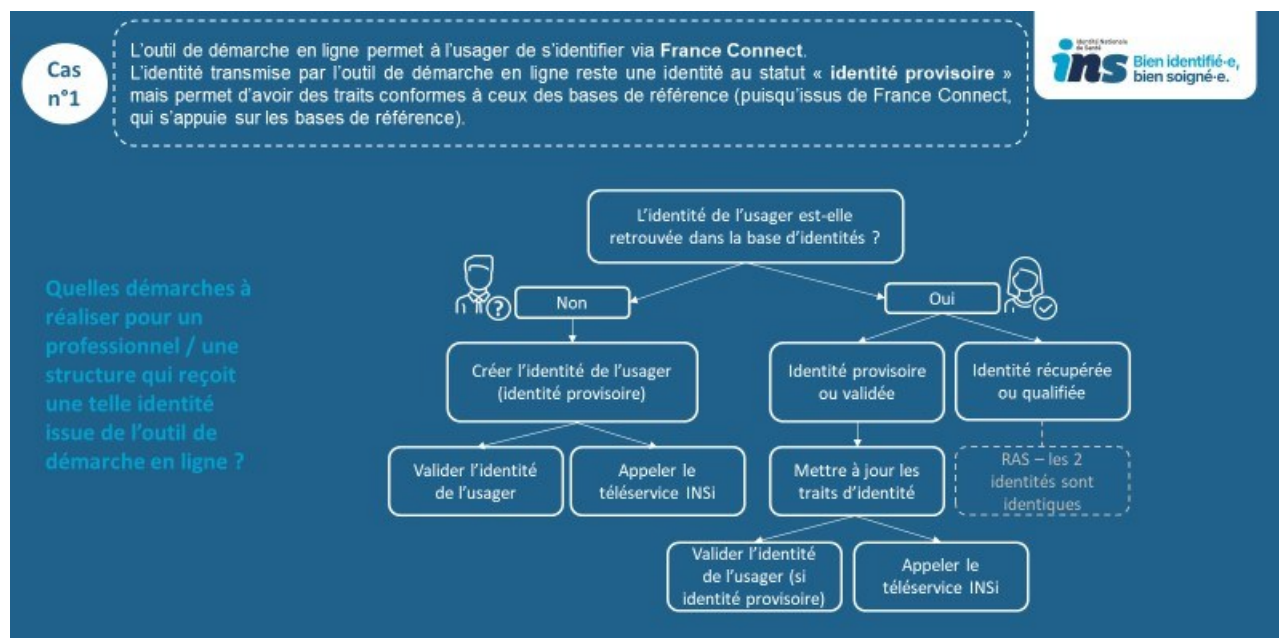 Cas
n°1
L'outil de démarche en ligne permet à l'usager de s'identifier via France Connect.
L'identité transmise par l'outil de démarche en ligne reste une identité au statut « identité provisoire »
mais permet d'avoir des traits conformes à ceux des bases de référence (puisqu'issus de France Connect,
qui s'appuie sur les bases de référence).
Identité Nationale
de Santé
ins
Bien identifié·e,
bien soigné·e.
Quelles démarches à
réaliser pour un
professionnel / une
structure qui reçoit
une telle identité
issue de l'outil de
démarche en ligne ?
L'identité de l'usager est-elle
retrouvée dans la base d'identités ?
Non
Oui
Créer l'identité de l'usager
(identité provisoire)
Identité provisoire
ou validée
Identité récupérée
ou qualifiée
Valider l'identité
de l'usager
Appeler le
téléservice INSi
Mettre à jour les
traits d'identité
RAS – les 2
identités sont
identiques
Valider l'identité
de l'usager (si
identité provisoire)
Appeler le
téléservice INSi